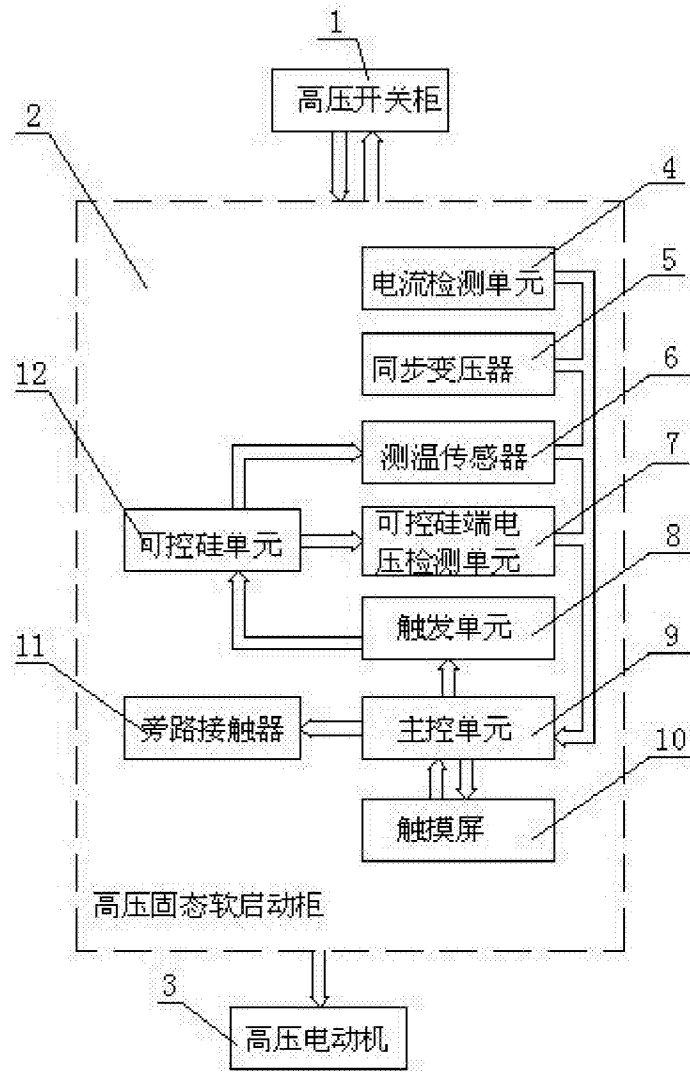 1
高压开关柜
2
4
电流检测单元
5
同步变压器
6
12
测温传感器
7
可控硅单元
可控硅端电
压检测单元
8
触发单元
11
9
旁路接触器
主控单元
10
触摸屏
高压固态软启动柜
3
高压电动机